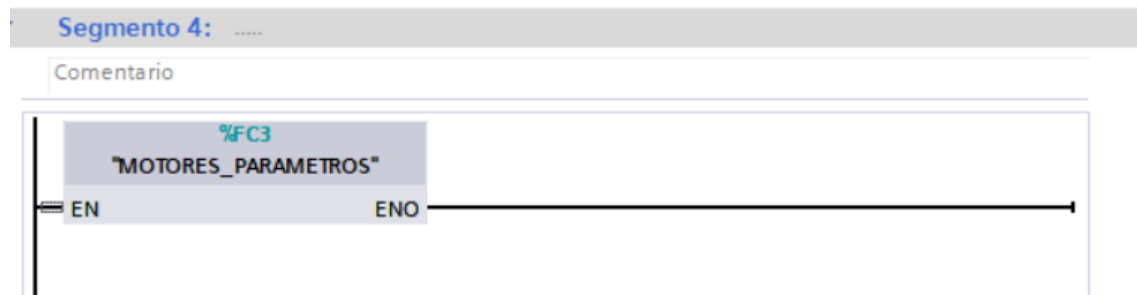 Segmento 4: .....
Comentario
%FC3
"MOTORES_PARAMETROS"
EN ENO